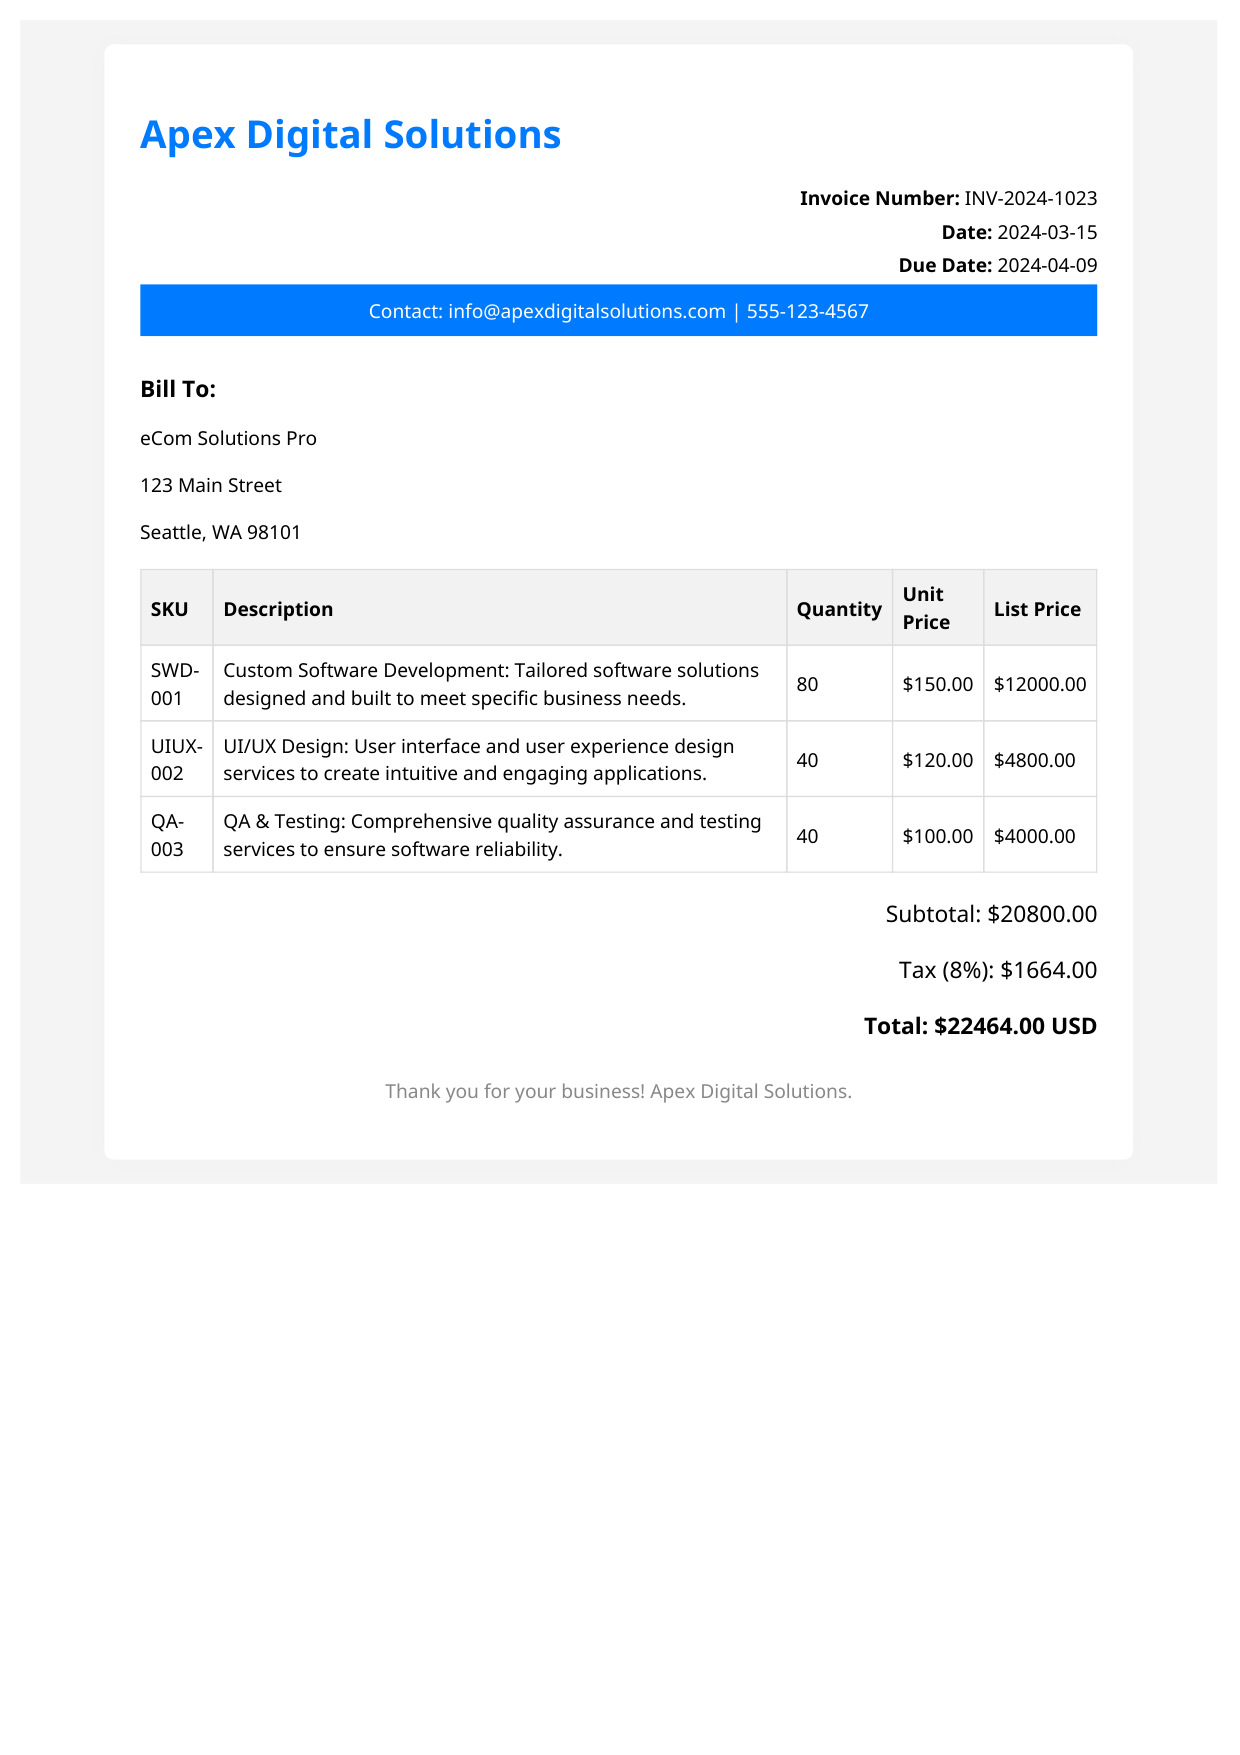 Apex Digital Solutions
Invoice Number: INV-2024-1023
Date: 2024-03-15
Due Date: 2024-04-09
Contact: info@apexdigitalsolutions.com | 555-123-4567
Bill To:
eCom Solutions Pro
123 Main Street
Seattle, WA 98101
SKU Description Quantity Unit Price List Price
SWD-001 Custom Software Development: Tailored software solutions designed and built to meet specific business needs. 80 $150.00 $12000.00
UIUX-002 UI/UX Design: User interface and user experience design services to create intuitive and engaging applications. 40 $120.00 $4800.00
QA-003 QA & Testing: Comprehensive quality assurance and testing services to ensure software reliability. 40 $100.00 $4000.00
Subtotal: $20800.00
Tax (8%): $1664.00
Total: $22464.00 USD
Thank you for your business! Apex Digital Solutions.